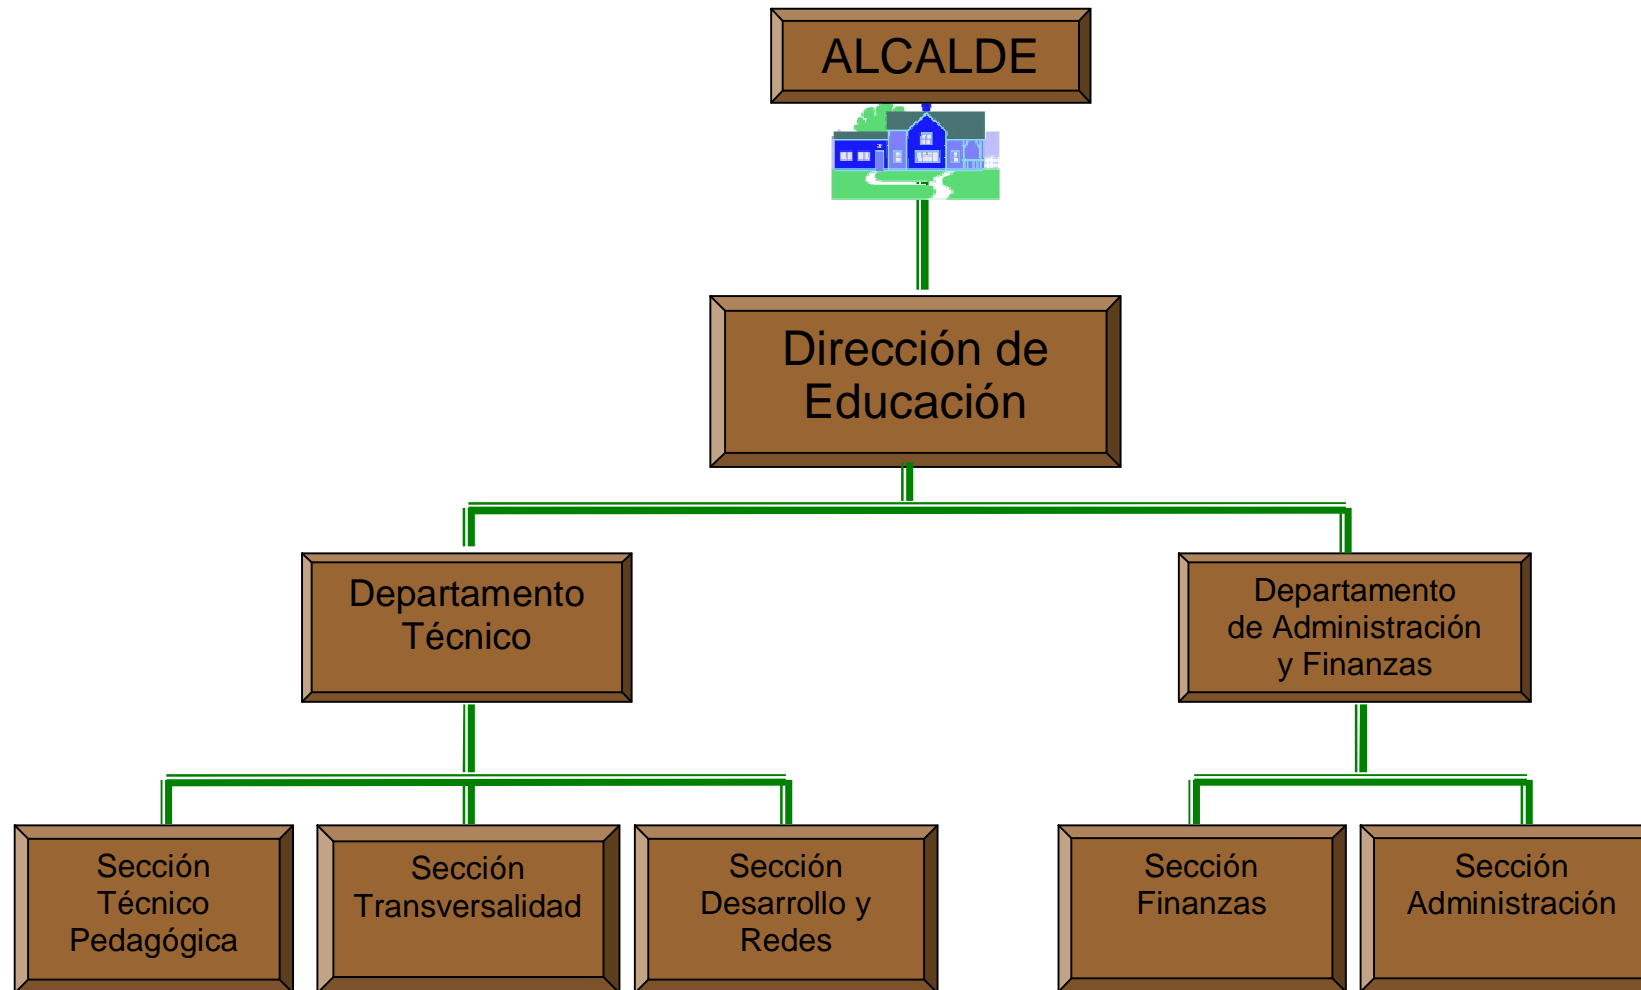 ALCALDE
Dirección de
Educación
Departamento
Técnico
Departamento
de Administración
y Finanzas
Sección
Técnico
Pedagógica
Sección
Transversalidad
Sección
Desarrollo y
Redes
Sección
Finanzas
Sección
Administración